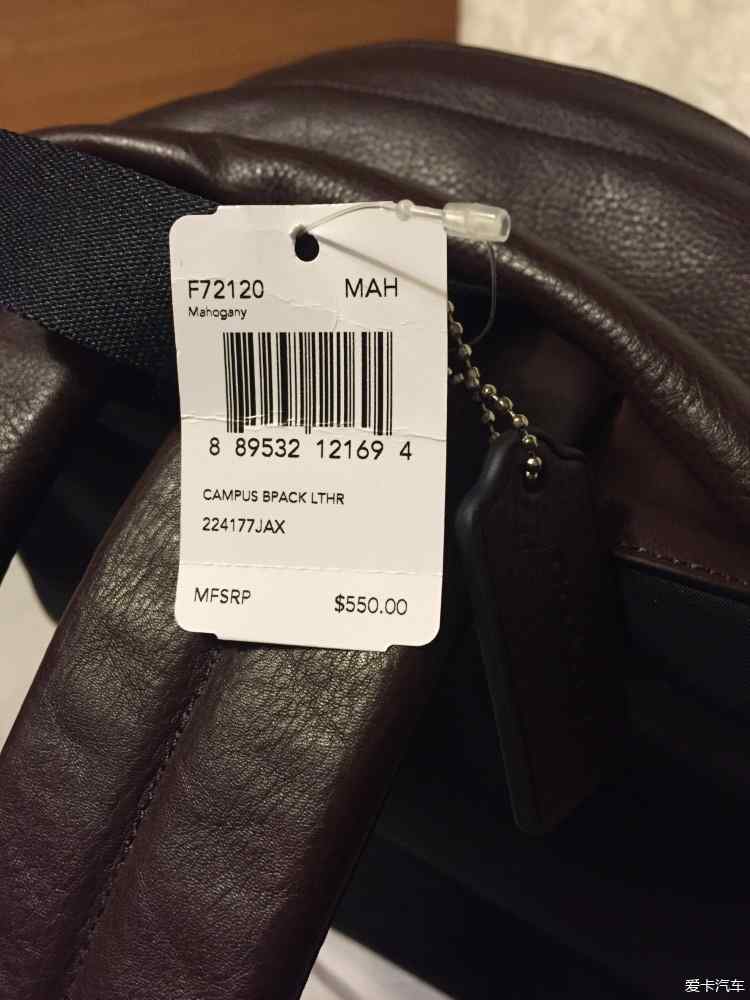 F72120 MAH
Mahogany
8 89532 12169 4
CAMPUS BPACK LTHR
224177JAX
MFSRP $550.00
爱卡汽车